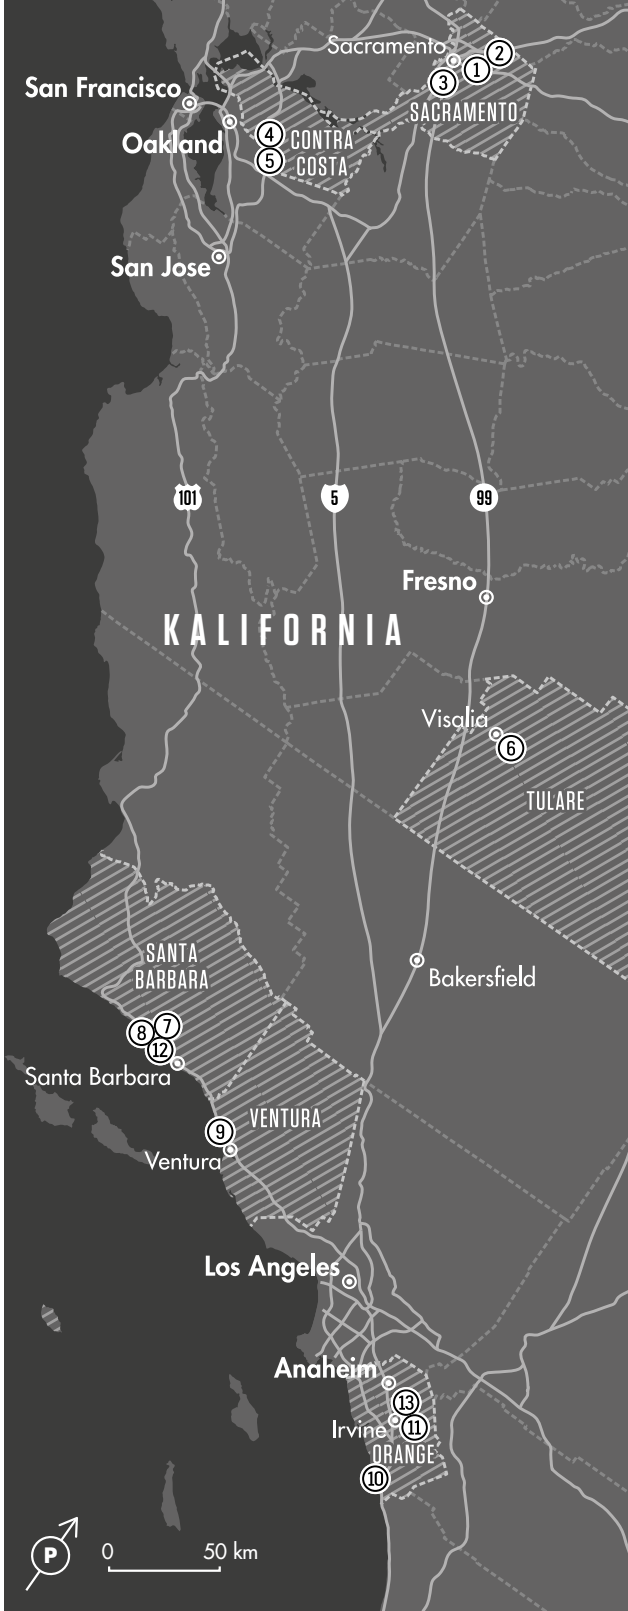 Sacramento
2
1
3
San Francisco
SACRAMENTO
Oakland
4
CONTRA
COSTA
5
San Jose
101
5
99
Fresno
KALIFORNIA
Visalia
6
TULARE
SANTA
BARBARA
Bakersfield
7
8
12
Santa Barbara
VENTURA
9
Ventura
Los Angeles
Anaheim
13
Irvine
11
ORANGE
10
P
0 50 km